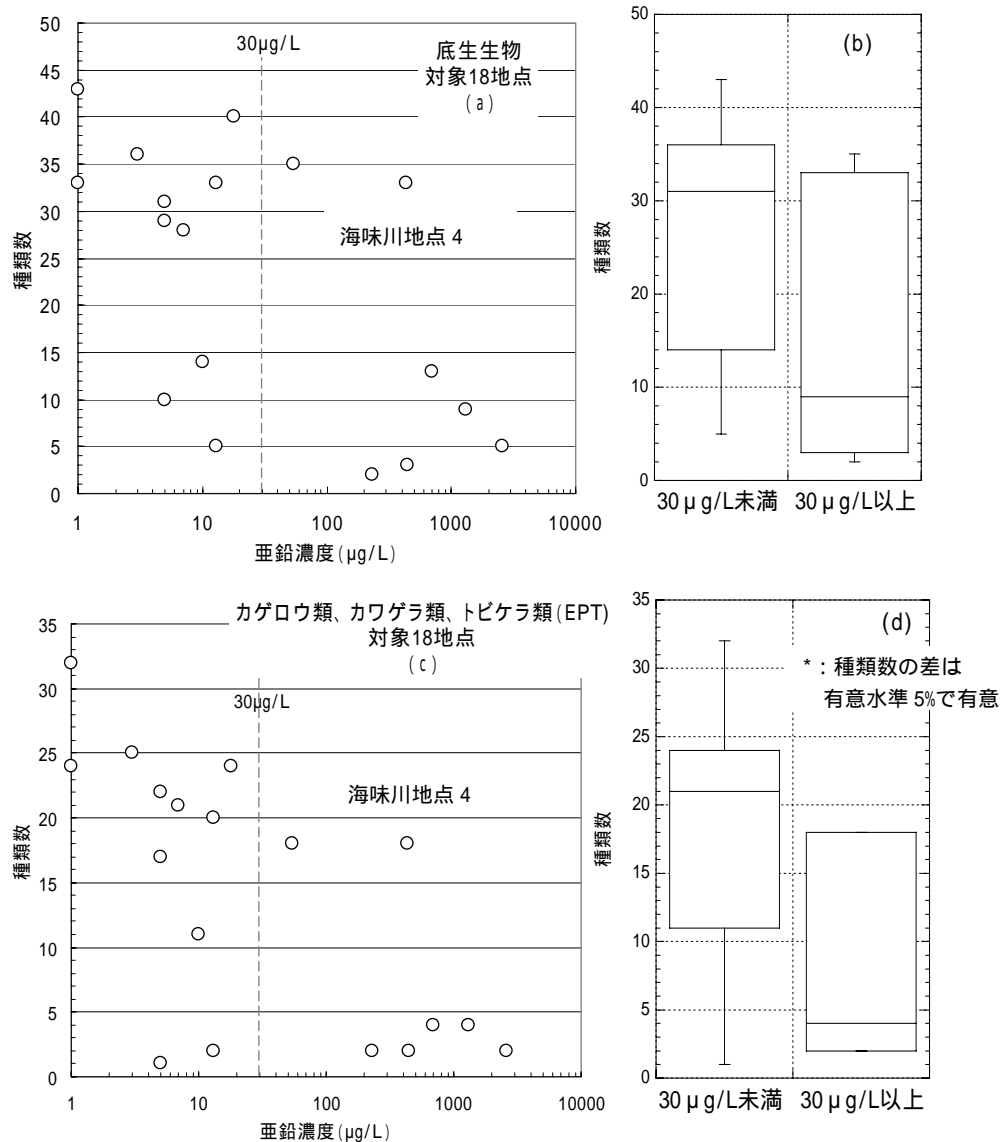 50
45
40
35
30
25
20
15
10
5
0
種類数
30µg/L
底生生物
対象18地点
(a)
海味川地点 4
1
10
100
1000
10000
亜鉛濃度(µg/L)
(b)
50
40
30
20
10
0
種類数
30µg/L未満
30µg/L以上
カゲロウ類、カワゲラ類、トビケラ類(EPT)
対象18地点
(c)
35
30
25
20
15
10
5
0
種類数
30µg/L
海味川地点 4
1
10
100
1000
10000
亜鉛濃度(µg/L)
(d)
*:種類数の差は
有意水準 5%で有意
35
30
25
20
15
10
5
0
種類数
30µg/L未満
30µg/L以上